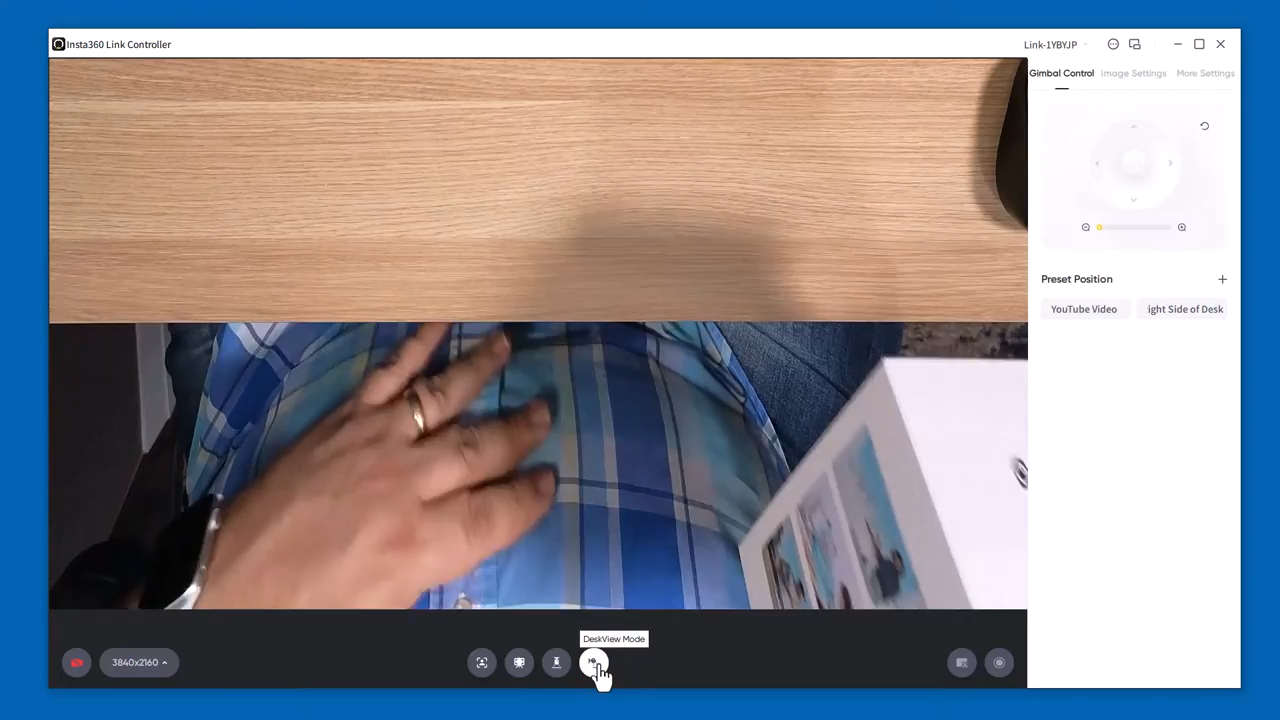 Insta360 Link Controller
Link-1YBYJP
Gimbal Control
Image Settings
More Settings
Preset Position
YouTube Video
ight Side of Desk
DeskView Mode
3840x2160